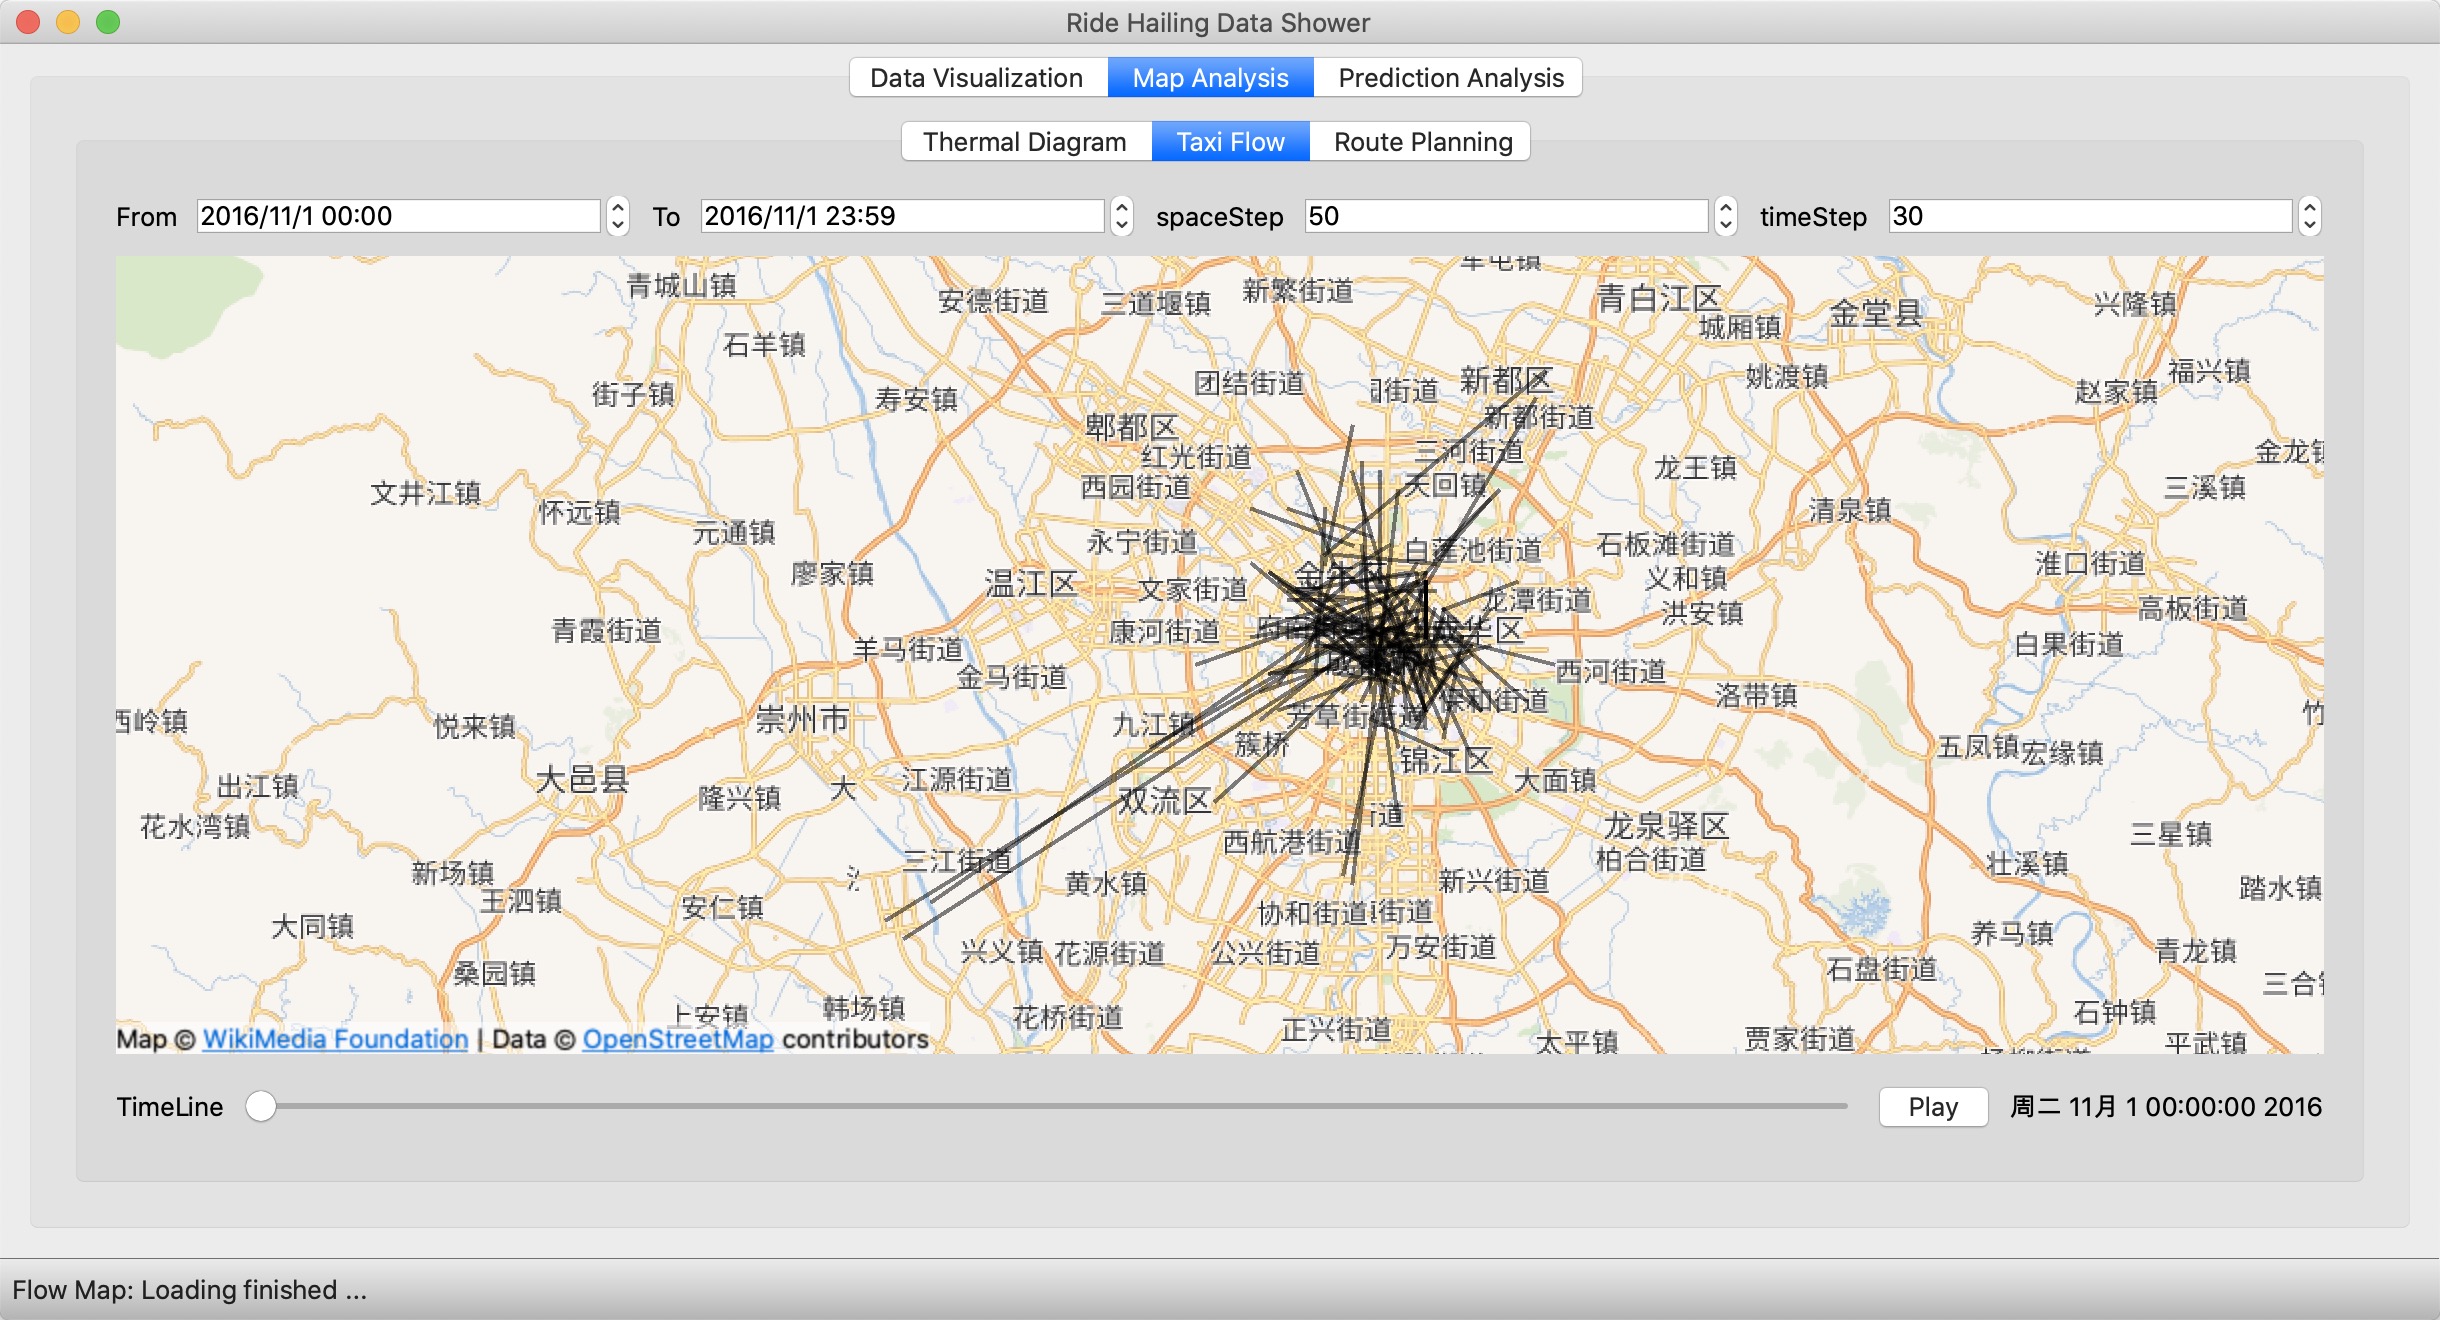 Ride Hailing Data Shower
Data Visualization Map Analysis Prediction Analysis
Thermal Diagram Taxi Flow Route Planning
From 2016/11/1 00:00 To 2016/11/1 23:59 spaceStep 50 timeStep 30
青城山镇
安德街道
三道堰镇
新繁街道
青白江区
城厢镇
金堂县
兴隆镇
石羊镇
街子镇
寿安镇
团结街道
街道
新都区
姚渡镇
赵家镇
福兴镇
新都街道
郫都区
红光街道
三河街道
西园街道
天回镇
龙王镇
金龙
三溪镇
文井江镇
怀远镇
元通镇
清泉镇
永宁街道
白莲池街道
石板滩街道
淮口街道
廖家镇
温江区
文家街道
义和镇
龙潭街道
洪安镇
高板街道
青霞街道
康河街道
羊马街道
白果街道
金马街道
西河街道
洛带镇
保和街道
西岭镇
悦来镇
崇州市
九江镇
芳草街
竹
簇桥
锦江区
五凤镇
宏缘镇
出江镇
大邑县
隆兴镇
大
江源街道
双流区
大面镇
花水湾镇
街道
西航港街道
龙泉驿区
三星镇
新场镇
三江街道
柏合街道
壮溪镇
王泗镇
黄水镇
新兴街道
踏水镇
大同镇
安仁镇
协和街道
街道
养马镇
兴义镇
花源街道
公兴街道
万安街道
青龙镇
桑园镇
石盘街道
三合
上安镇
韩场镇
花桥街道
正兴街道
太平镇
贾家街道
石钟镇
平武镇
Map © WikiMedia Foundation | Data © OpenStreetMap contributors
TimeLine Play 周二 11月 1 00:00:00 2016
Flow Map: Loading finished ...